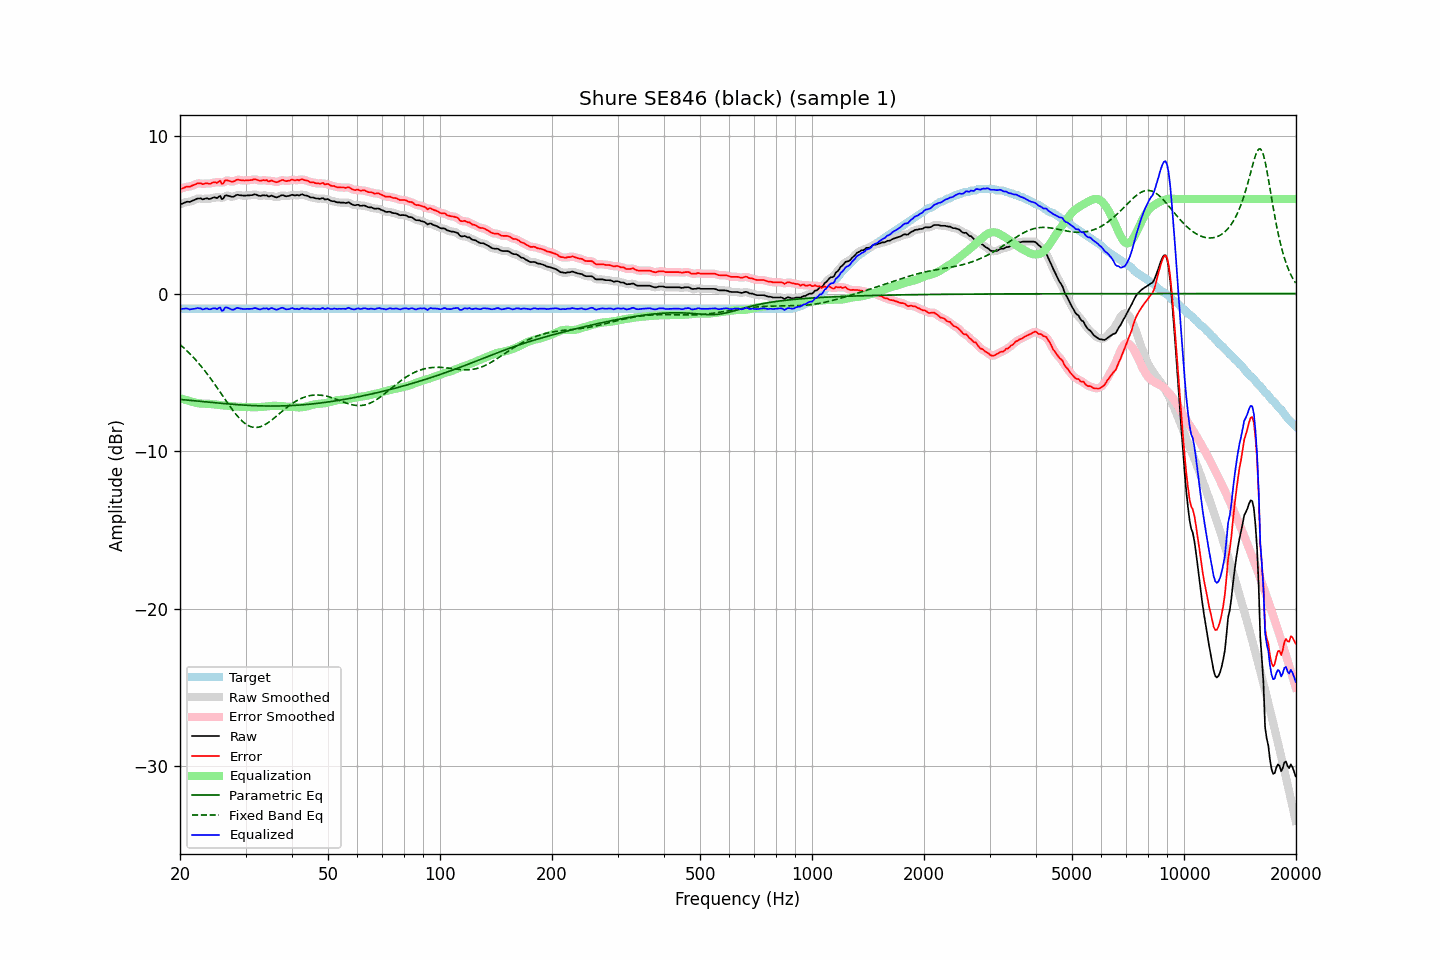 Shure SE846 (black) (sample 1)
10
0
−10
−20
−30
Amplitude (dBr)
Target
Raw Smoothed
Error Smoothed
Raw
Error
Equalization
Parametric Eq
Fixed Band Eq
Equalized
20 50 100 200 500 1000 2000 5000 10000 20000
Frequency (Hz)